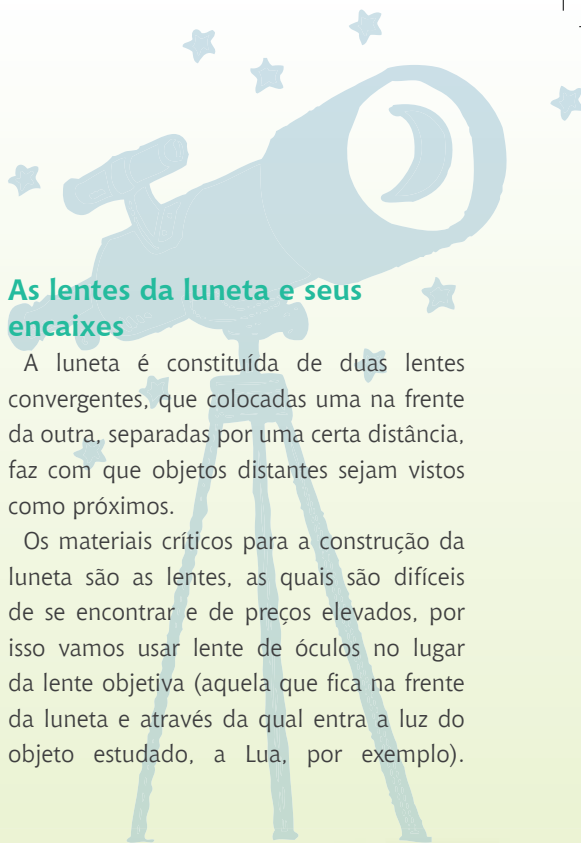 As lentes da luneta e seus
encaixes
A luneta é constituída de duas lentes
convergentes, que colocadas uma na frente
da outra, separadas por uma certa distância,
faz com que objetos distantes sejam vistos
como próximos.
Os materiais críticos para a construção da
luneta são as lentes, as quais são difíceis
de se encontrar e de preços elevados, por
isso vamos usar lente de óculos no lugar
da lente objetiva (aquela que fica na frente
da luneta e através da qual entra a luz do
objeto estudado, a Lua, por exemplo).